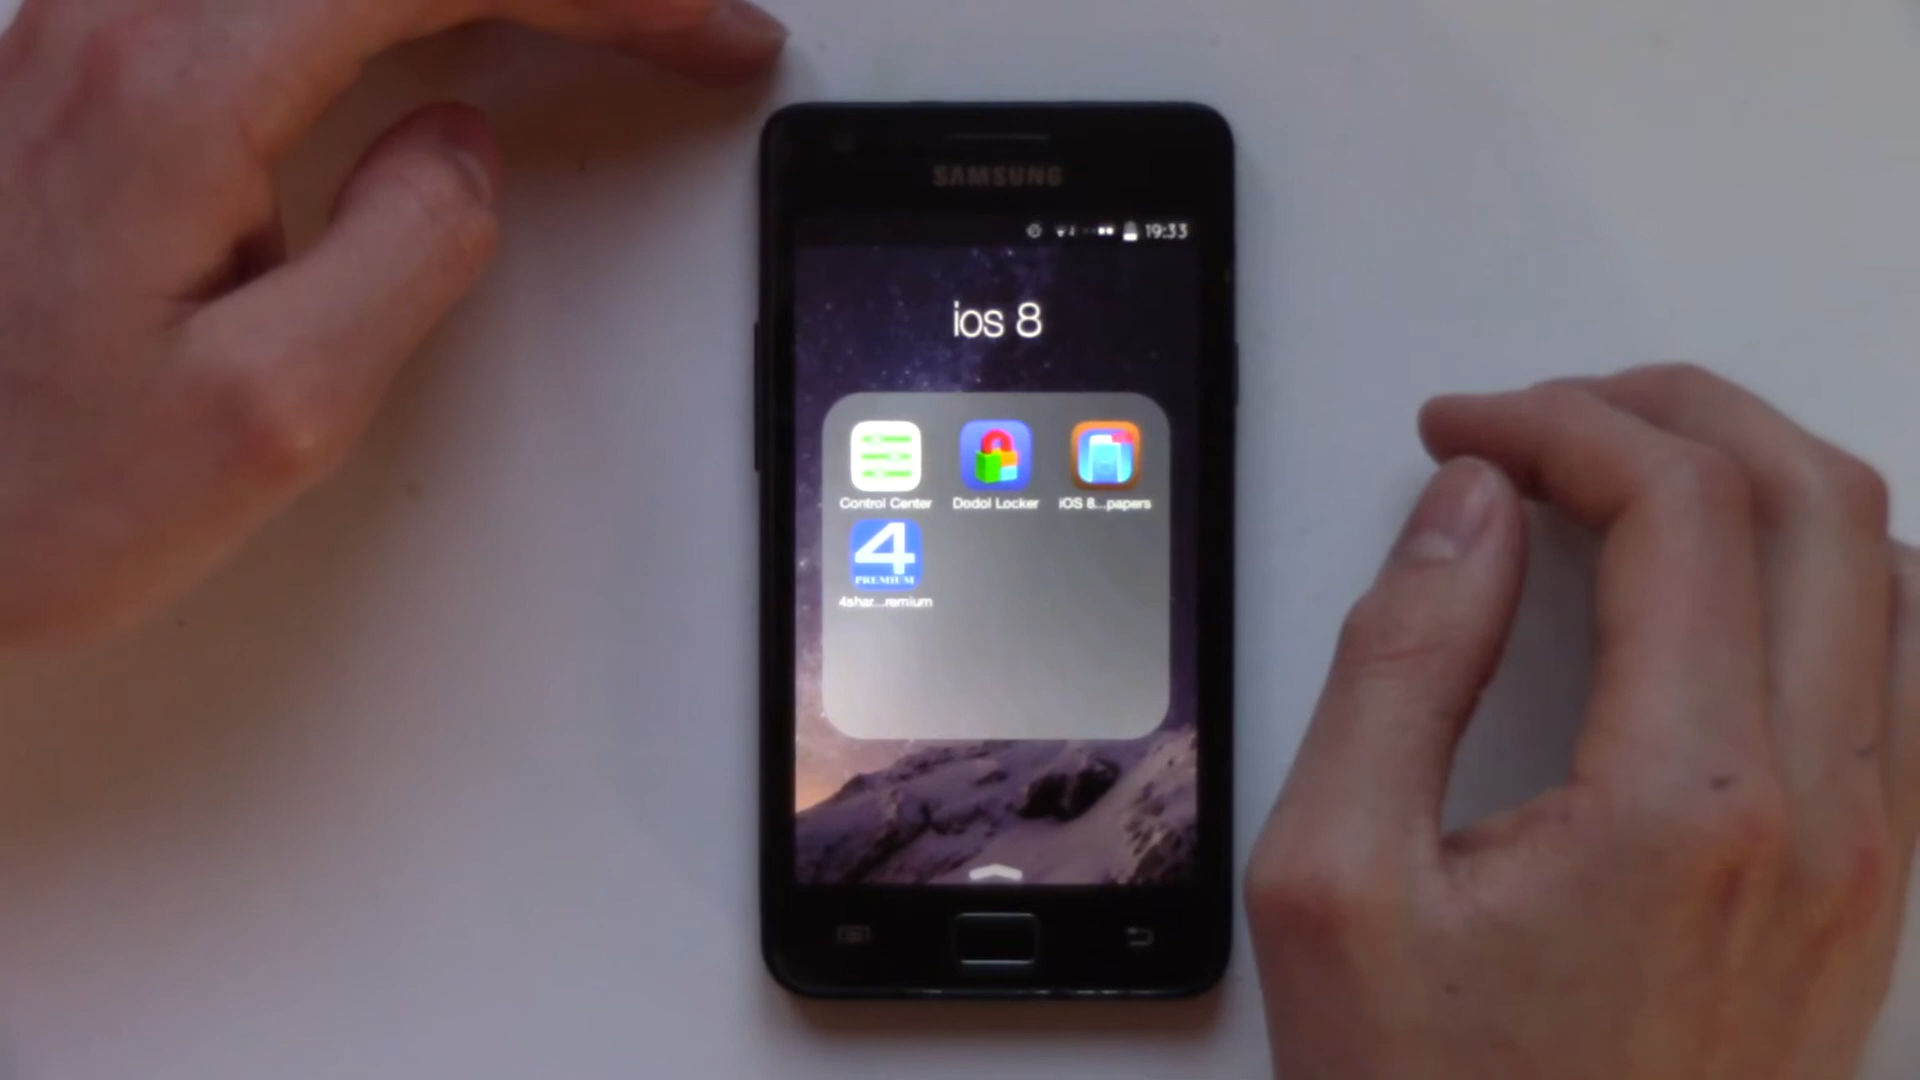 SAMSUNG
19:33
ios 8
Control Center
Dodol Locker
iOS 8...papers
4
PREMIUM
4shar...remium